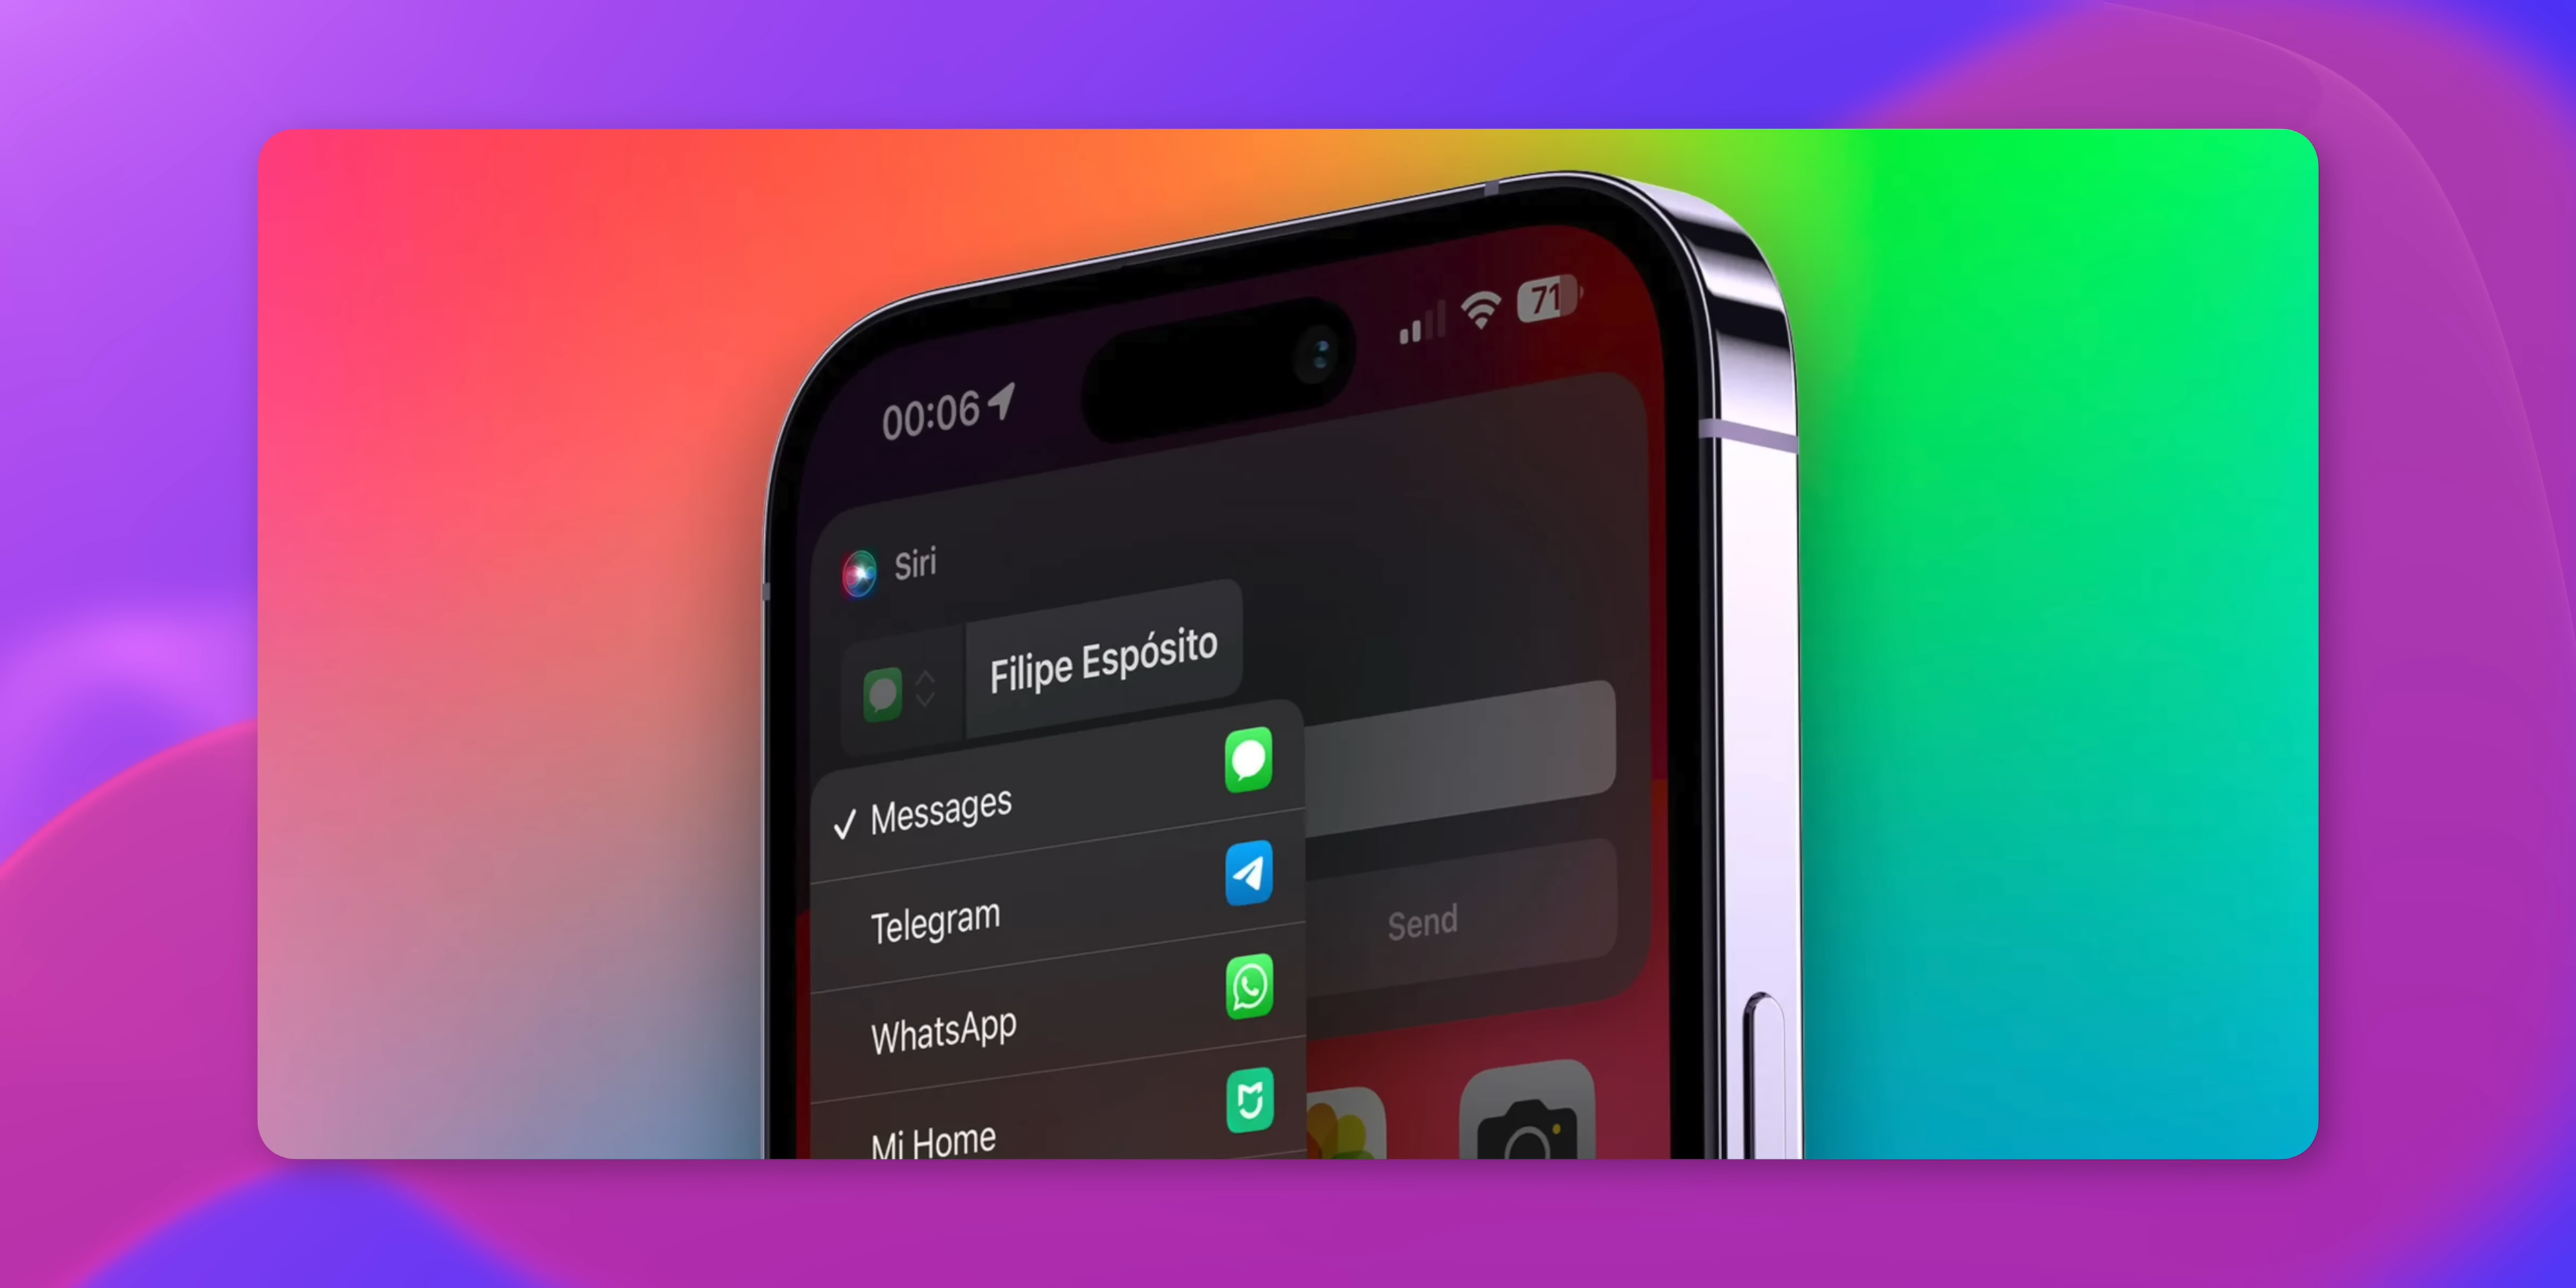 00:06
71
Siri
Filipe Espósito
Messages
Telegram
WhatsApp
Mi Home
Send